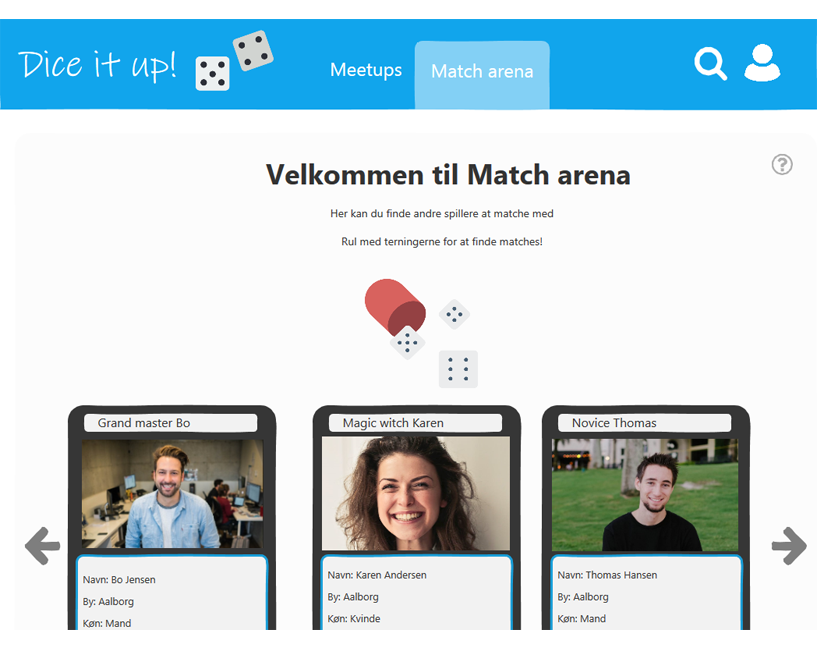 Dice it up!
Meetups
Match arena
Velkommen til Match arena
Her kan du finde andre spillere at matche med
Rul med terningerne for at finde matches!
Grand master Bo
Magic witch Karen
Novice Thomas
Navn: Bo Jensen
By: Aalborg
Køn: Mand
Navn: Karen Andersen
By: Aalborg
Køn: Kvinde
Navn: Thomas Hansen
By: Aalborg
Køn: Mand